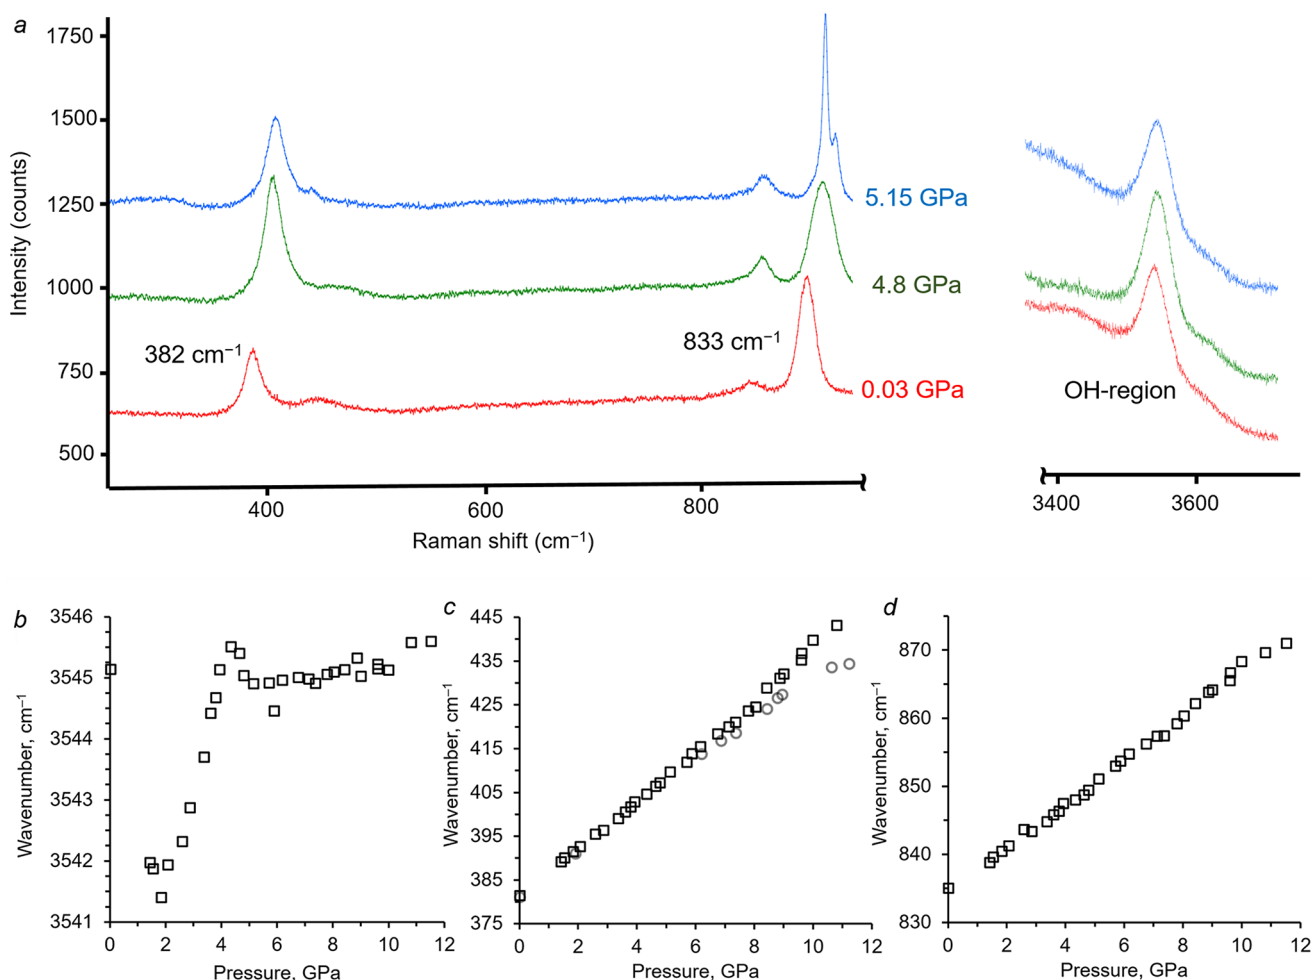 a
1750
1500
1250
1000
750
500
Intensity (counts)
5.15 GPa
4.8 GPa
382 cm⁻¹
833 cm⁻¹
0.03 GPa
OH-region
400
600
800
3400
3600
Raman shift (cm⁻¹)
b
3546
3545
3544
3543
3542
3541
Wavenumber, cm⁻¹
0
2
4
6
8
10
12
Pressure, GPa
c
445
435
425
415
405
395
385
375
Wavenumber, cm⁻¹
0
2
4
6
8
10
12
Pressure, GPa
d
870
860
850
840
830
Wavenumber, cm⁻¹
0
2
4
6
8
10
12
Pressure, GPa